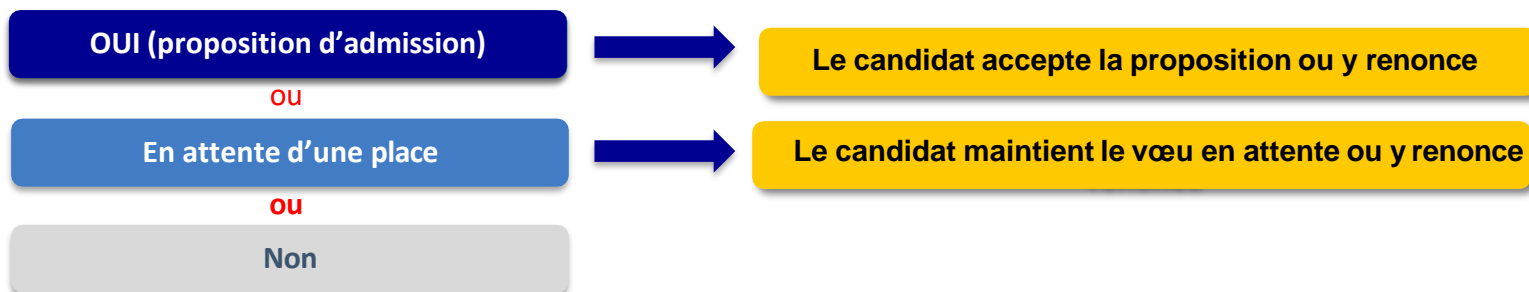 OUI (proposition d’admission)
Le candidat accepte la proposition ou y renonce
ou
En attente d’une place
Le candidat maintient le vœu en attente ou y renonce
ou
Non